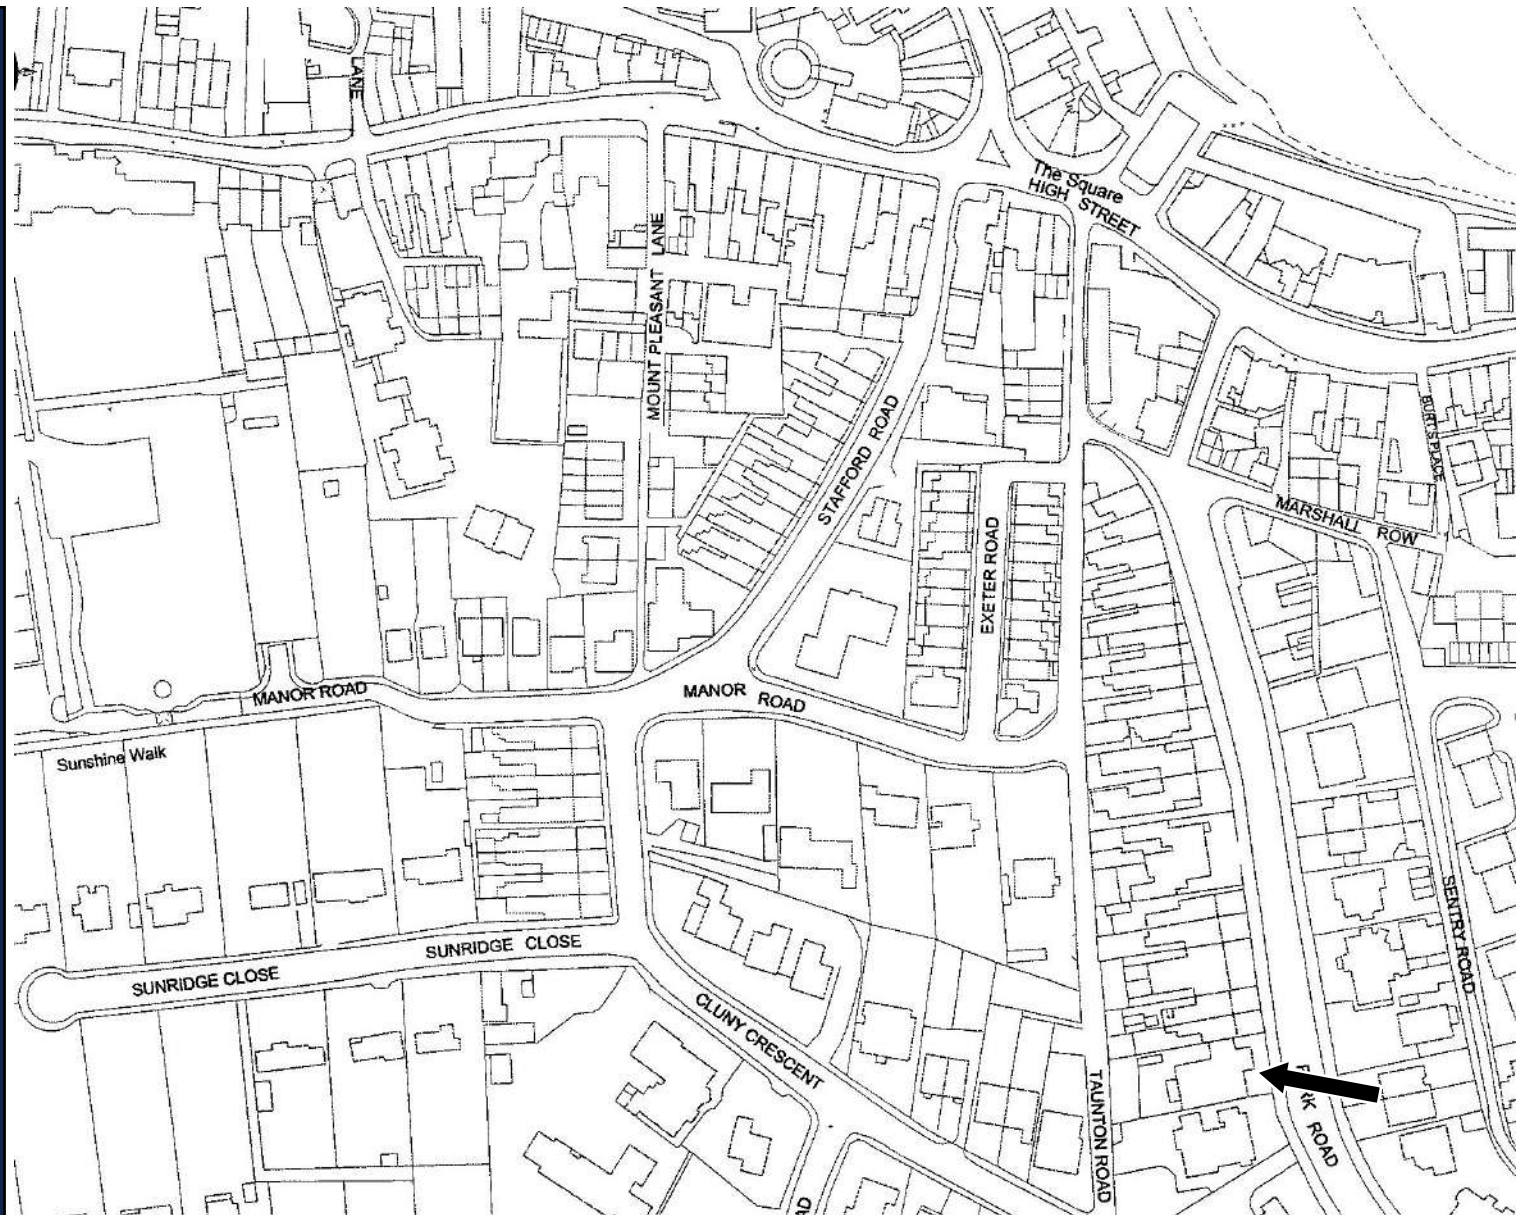 LANE
The Square
HIGH STREET
MOUNT PLEASANT LANE
STAFFORD ROAD
BURT'S PLACE
MARSHALL ROW
EXETER ROAD
MANOR ROAD
MANOR ROAD
Sunshine Walk
SENTRY ROAD
SUNRIDGE CLOSE
SUNRIDGE CLOSE
CLUNY CRESCENT
TAUNTON ROAD
ROAD